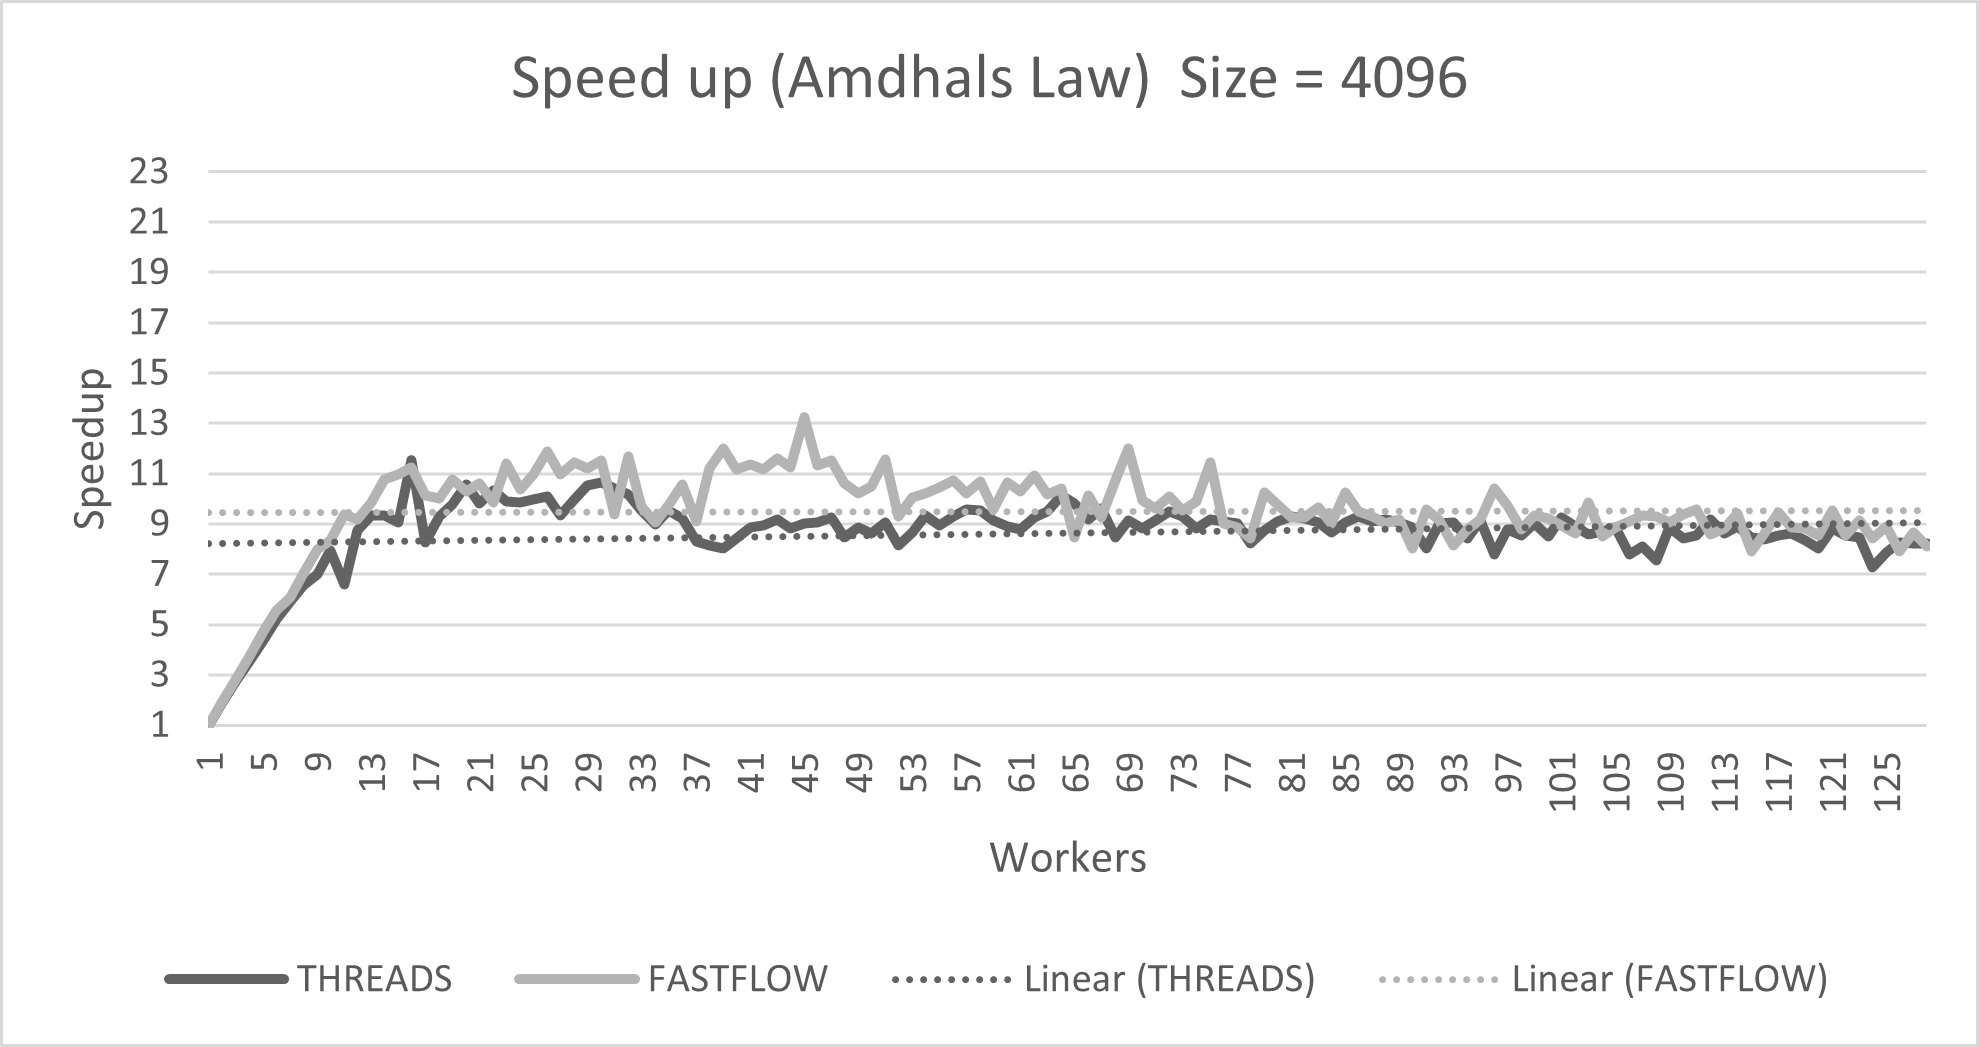 Speed up (Amdhals Law)  Size = 4096
23
21
19
17
15
13
11
9
7
5
3
1
Speedup
1 5 9 13 17 21 25 29 33 37 41 45 49 53 57 61 65 69 73 77 81 85 89 93 97 101 105 109 113 117 121 125
Workers
THREADS FASTFLOW Linear (THREADS) Linear (FASTFLOW)